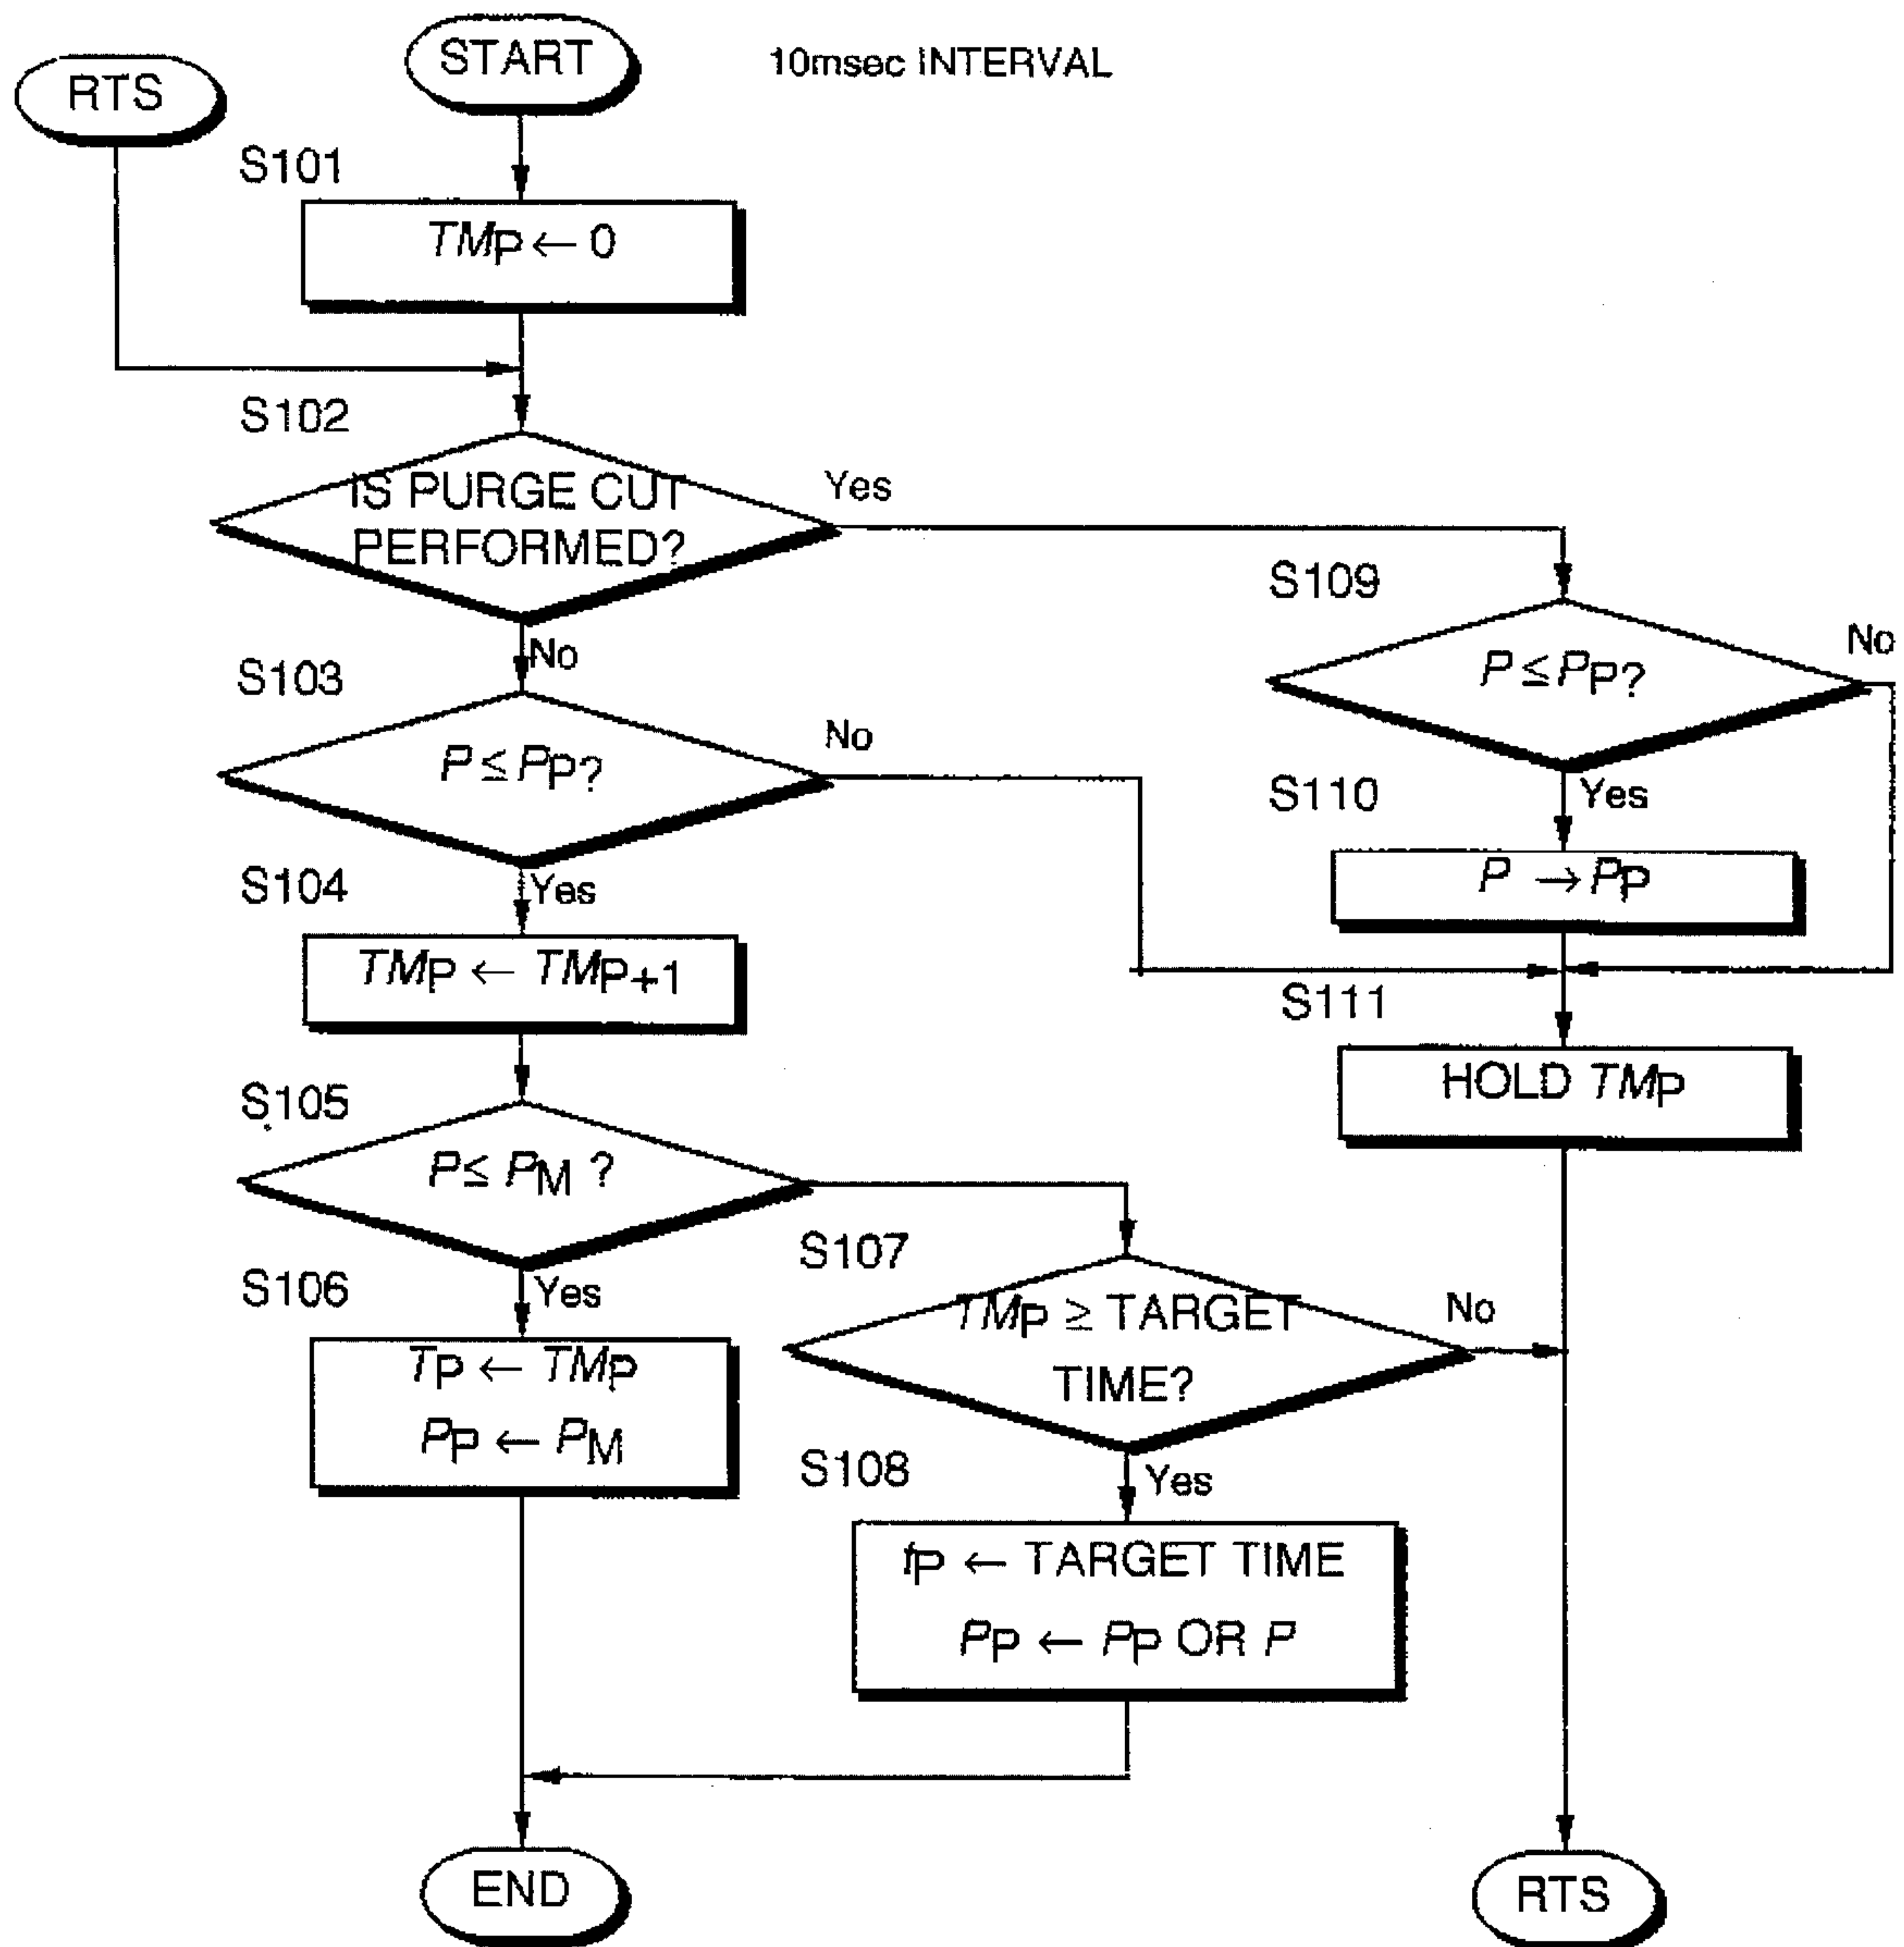 START
10msec INTERVAL
RTS
S101
TMP ← 0
S102
IS PURGE CUT
PERFORMED?
Yes
No
S109
P ≤ PP?
No
S103
P ≤ PP?
No
S110
Yes
P → PP
S104
Yes
TMP ← TMP+1
S111
HOLD TMP
S105
P ≤ PM ?
S107
TMP ≥ TARGET
TIME?
No
S106
Yes
TP ← TMP
PP ← PM
S108
Yes
tP ← TARGET TIME
PP ← PP OR P
END
RTS